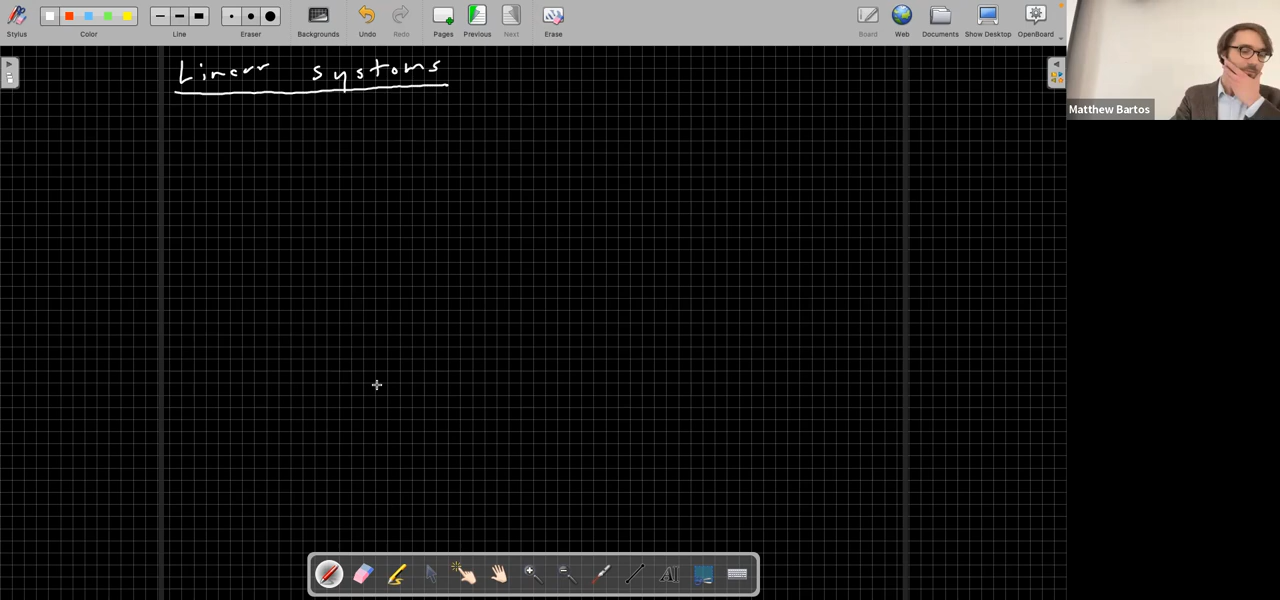 Stylus
Color
Line
Eraser
Backgrounds
Undo
Redo
Pages
Previous
Next
Erase
Board
Web
Documents
Show Desktop
OpenBoard
Linear systems
Matthew Bartos
AI